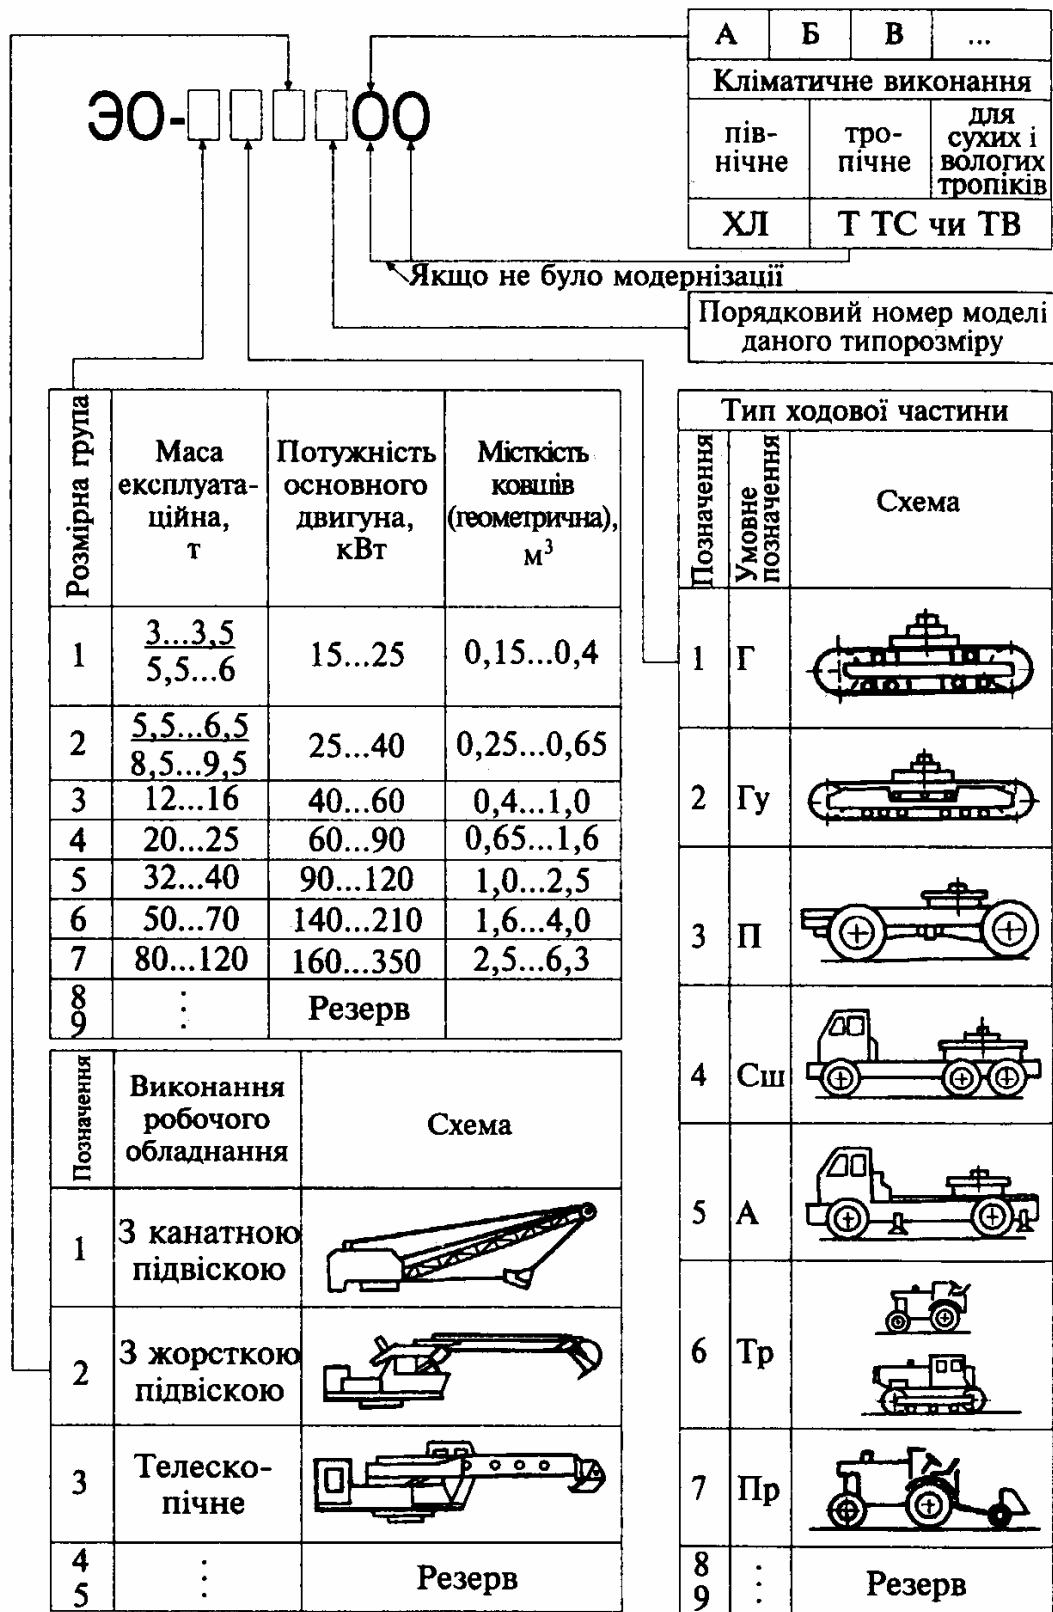 А Б В ...
Кліматичне виконання
пів-
нічне
тро-
пічне
для
сухих і
вологих
тропіків
ХЛ Т ТС чи ТВ
ЭО-
ОО
Якщо не було модернізації
Порядковий номер моделі
даного типорозміру
Розмірна група
Маса
експлуата-
ційна,
т
Потужність
основного
двигуна,
кВт
Місткість
ковшів
(геометрична),
м³
1 3...3,5 15...25 0,15...0,4
5,5...6
2 5,5...6,5 25...40 0,25...0,65
8,5...9,5
3 12...16 40...60 0,4...1,0
4 20...25 60...90 0,65...1,6
5 32...40 90...120 1,0...2,5
6 50...70 140...210 1,6...4,0
7 80...120 160...350 2,5...6,3
8 ⋮ Резерв
9
Позначення
Виконання
робочого
обладнання
Схема
1 З канатною
підвіскою
2 З жорсткою
підвіскою
3 Телеско-
пічне
4 ⋮ Резерв
5
Тип ходової частини
Позначення
Умовне
позначення
Схема
1 Г
2 Гу
3 П
4 Сш
5 А
6 Тр
7 Пр
8 ⋮ Резерв
9